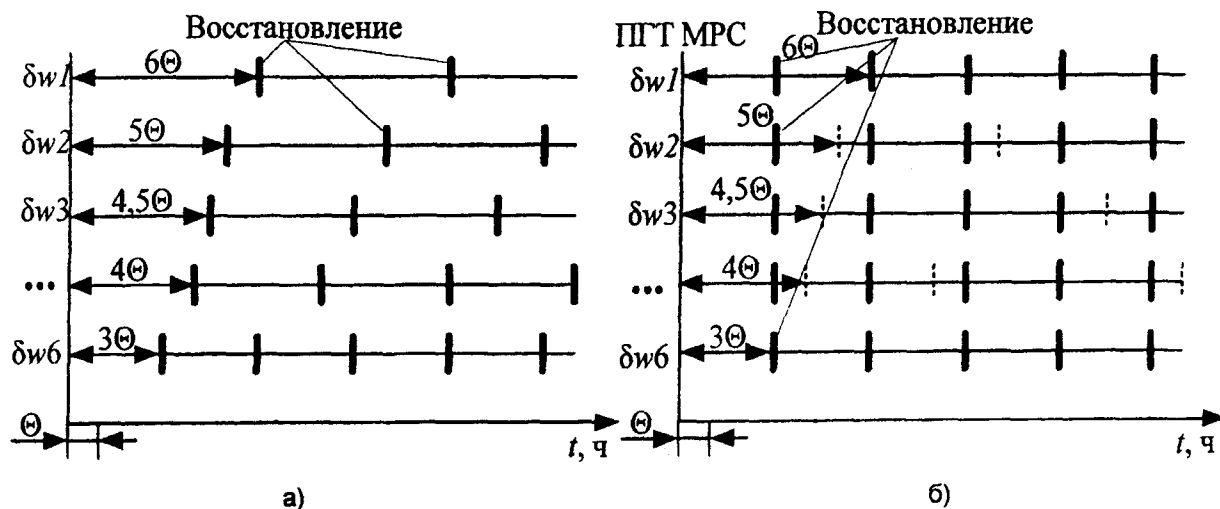 Восстановление
δw1
6Θ
δw2
5Θ
δw3
4,5Θ
...
4Θ
δw6
3Θ
Θ
t, ч
а)
ПГТ МРС
Восстановление
δw1
6Θ
δw2
5Θ
δw3
4,5Θ
...
4Θ
δw6
3Θ
Θ
t, ч
б)